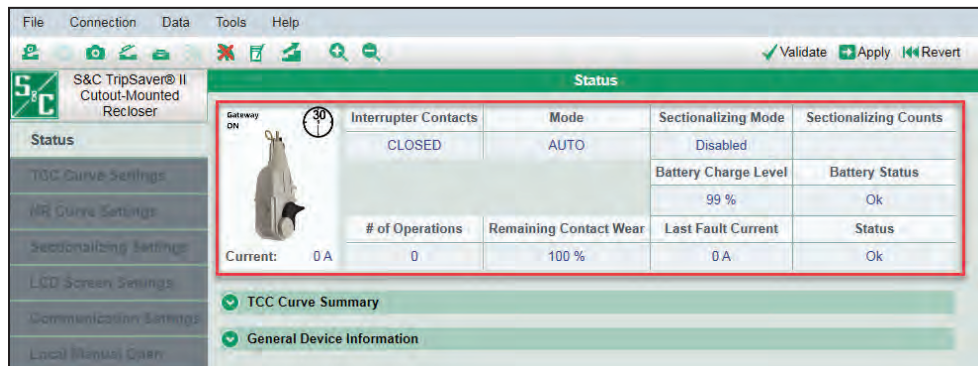 File Connection Data Tools Help
Validate Apply Revert
S&C
S&C TripSaver® II
Cutout-Mounted
Recloser
Status
Status
TCC Curve Settings
NR Curve Settings
Sectionalizing Settings
LCD Screen Settings
Communication Settings
Local Manual Open
Gateway
ON
30
Current: 0 A
Interrupter Contacts Mode Sectionalizing Mode Sectionalizing Counts
CLOSED AUTO Disabled
Battery Charge Level Battery Status
99 % Ok
# of Operations Remaining Contact Wear Last Fault Current Status
0 100 % 0 A Ok
TCC Curve Summary
General Device Information